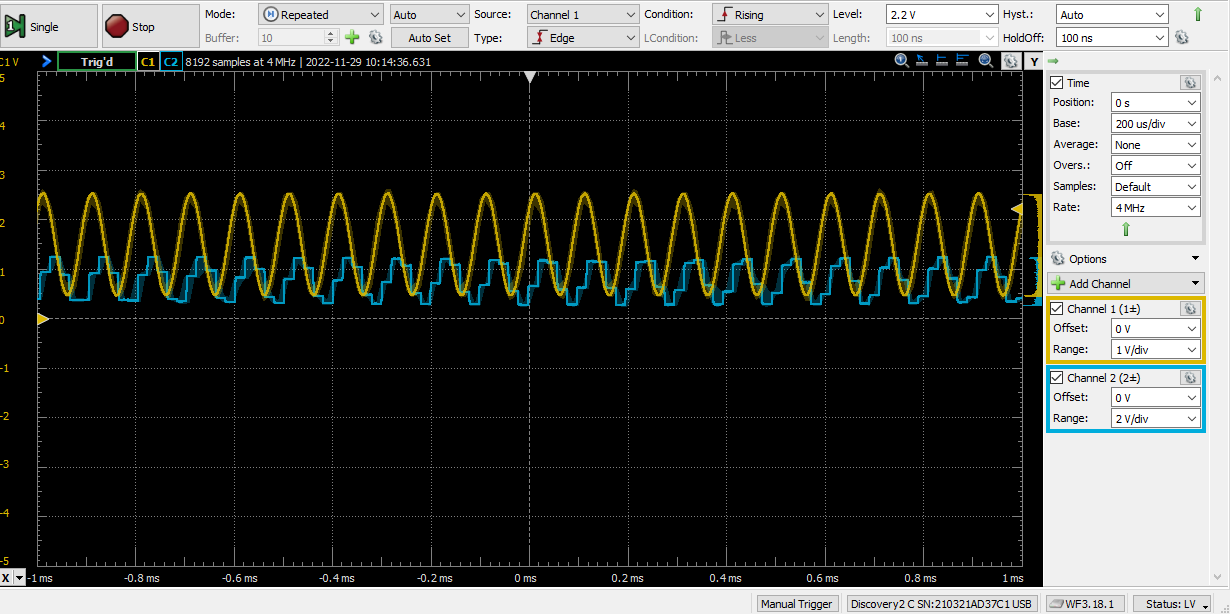 Single
Stop
Mode: Repeated Auto Source: Channel 1 Condition: Rising Level: 2.2 V Hyst.: Auto
Buffer: 10 Auto Set Type: Edge LCondition: Less Length: 100 ns HoldOff: 100 ns
C1 V Trig'd C1 C2 8192 samples at 4 MHz | 2022-11-29 10:14:36.631 Y
5
4
3
2
1
0
-1
-2
-3
-4
-5
X -1 ms -0.8 ms -0.6 ms -0.4 ms -0.2 ms 0 ms 0.2 ms 0.4 ms 0.6 ms 0.8 ms 1 ms
Time
Position: 0 s
Base: 200 us/div
Average: None
Overs.: Off
Samples: Default
Rate: 4 MHz
Options
Add Channel
Channel 1 (1±)
Offset: 0 V
Range: 1 V/div
Channel 2 (2±)
Offset: 0 V
Range: 2 V/div
Manual Trigger Discovery2 C SN:210321AD37C1 USB WF3.18.1 Status: LV